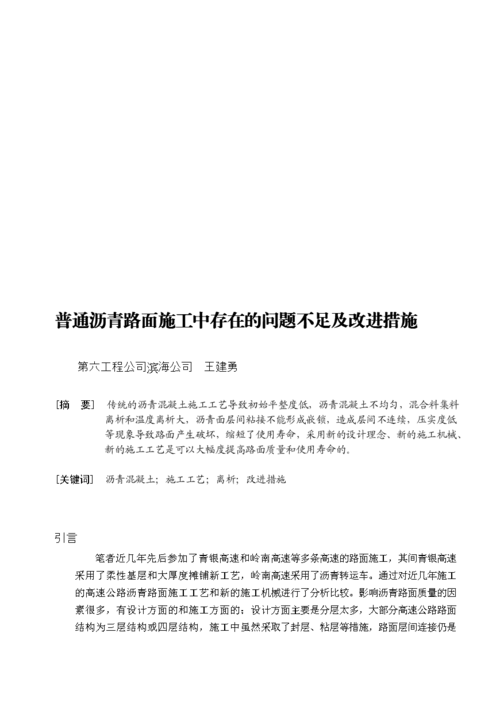 普通沥青路面施工中存在的问题不足及改进措施
第六工程公司滨海公司 王建勇
[摘 要] 传统的沥青混凝土施工工艺导致初始平整度低、沥青混凝土不均匀，混合料集料
离析和温度离析大，沥青面层间粘接不能形成嵌锁，造成层间不连续，压实度低
等现象导致路面产生破坏，缩短了使用寿命，采用新的设计理念、新的施工机械、
新的施工工艺是可以大幅度提高路面质量和使用寿命的。
[关键词] 沥青混凝土；施工工艺；离析；改进措施
引言
笔者近几年先后参加了青银高速和岭南高速等多条高速的路面施工，其间青银高速
采用了柔性基层和大厚度摊铺新工艺，岭南高速采用了沥青转运车。通过对近几年施工
的高速公路沥青路面施工工艺和新的施工机械进行了分析比较。影响沥青路面质量的因
素很多，有设计方面的和施工方面的：设计方面主要是分层太多，大部分高速公路路面
结构为三层结构或四层结构，施工中虽然采取了封层、粘层等措施，路面层间连接仍是